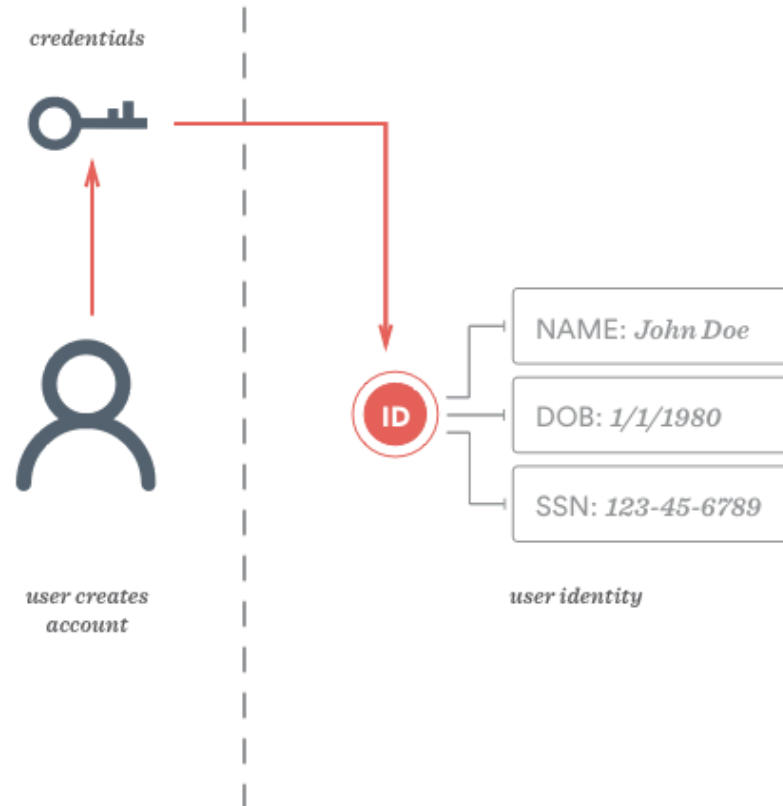 credentials
ID
NAME: John Doe
DOB: 1/1/1980
SSN: 123-45-6789
user creates
account
user identity